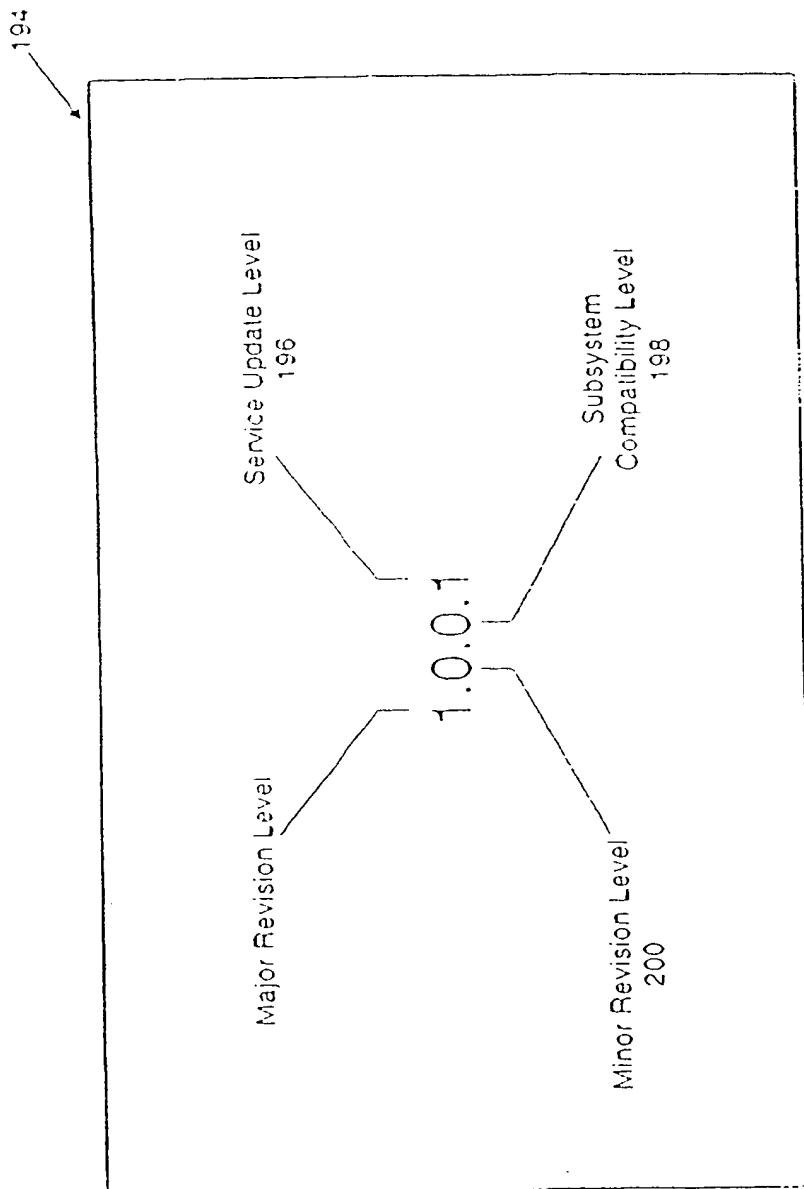 194
Major Revision Level
Service Update Level
196
1.0.0.1
Minor Revision Level
200
Subsystem
Compatibility Level
198